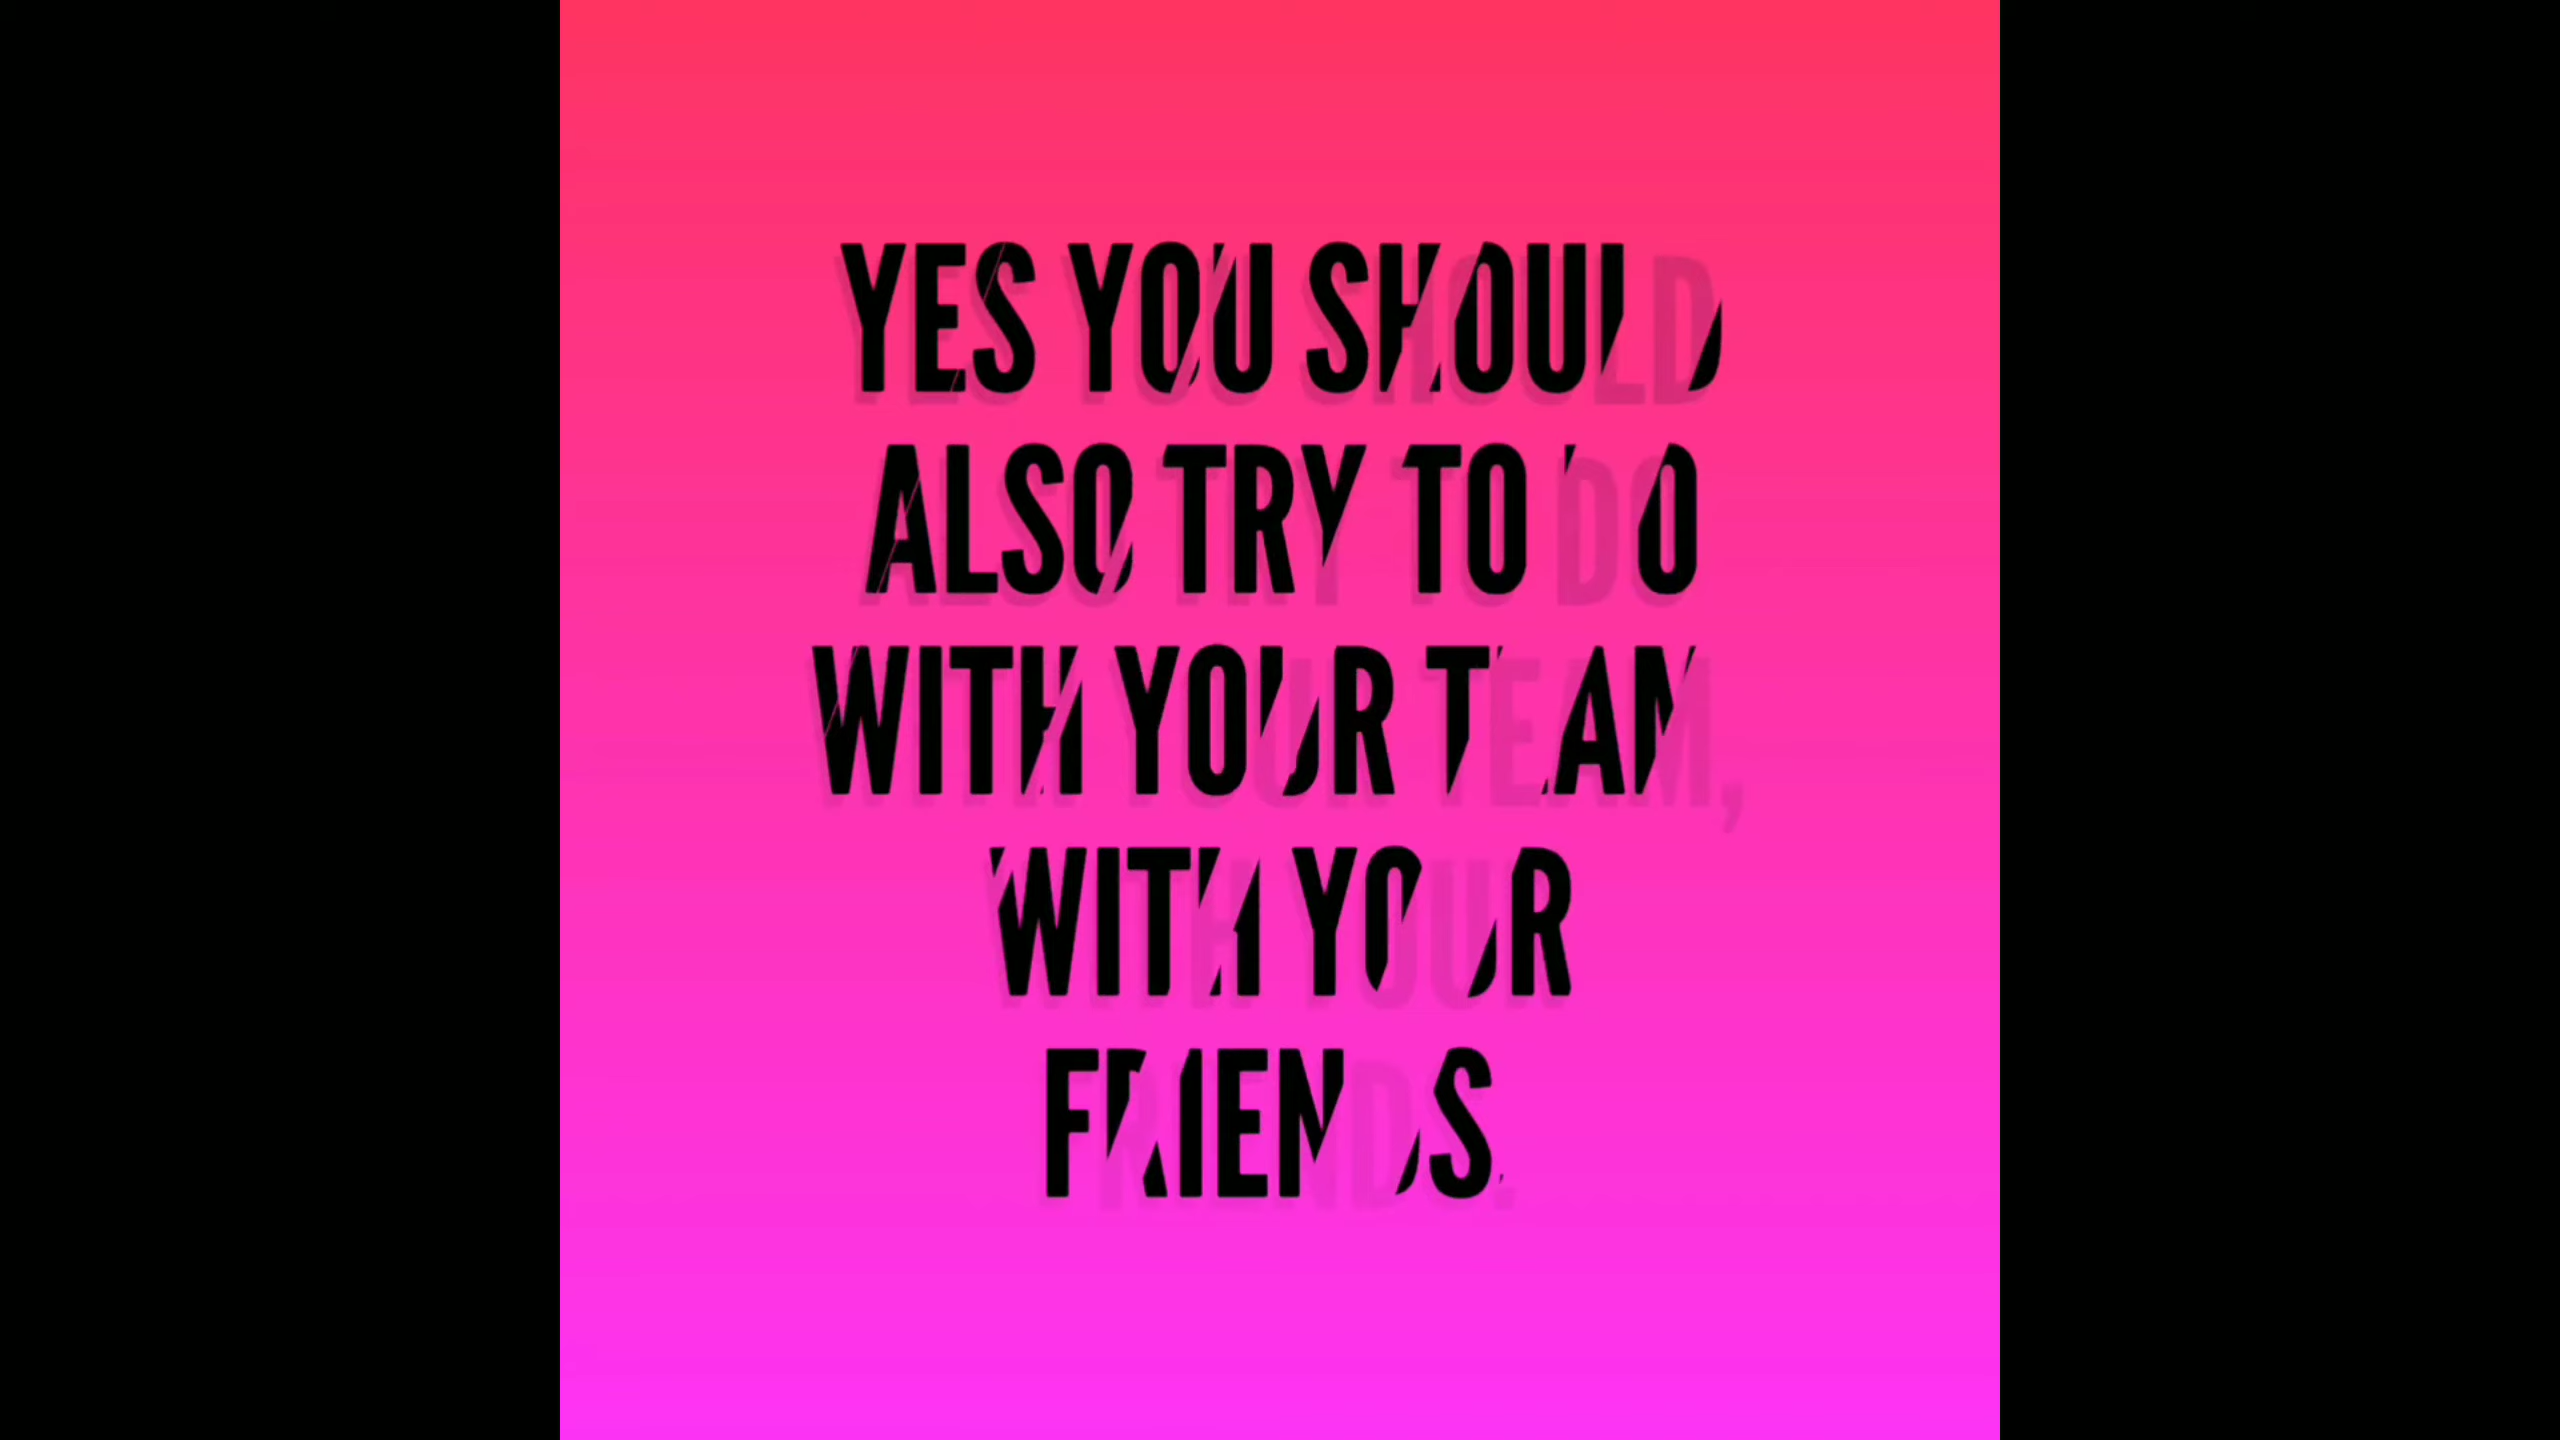 YES YOU SHOULD
ALSO TRY TO DO
WITH YOUR TEAM,
WITH YOUR
FRIENDS.